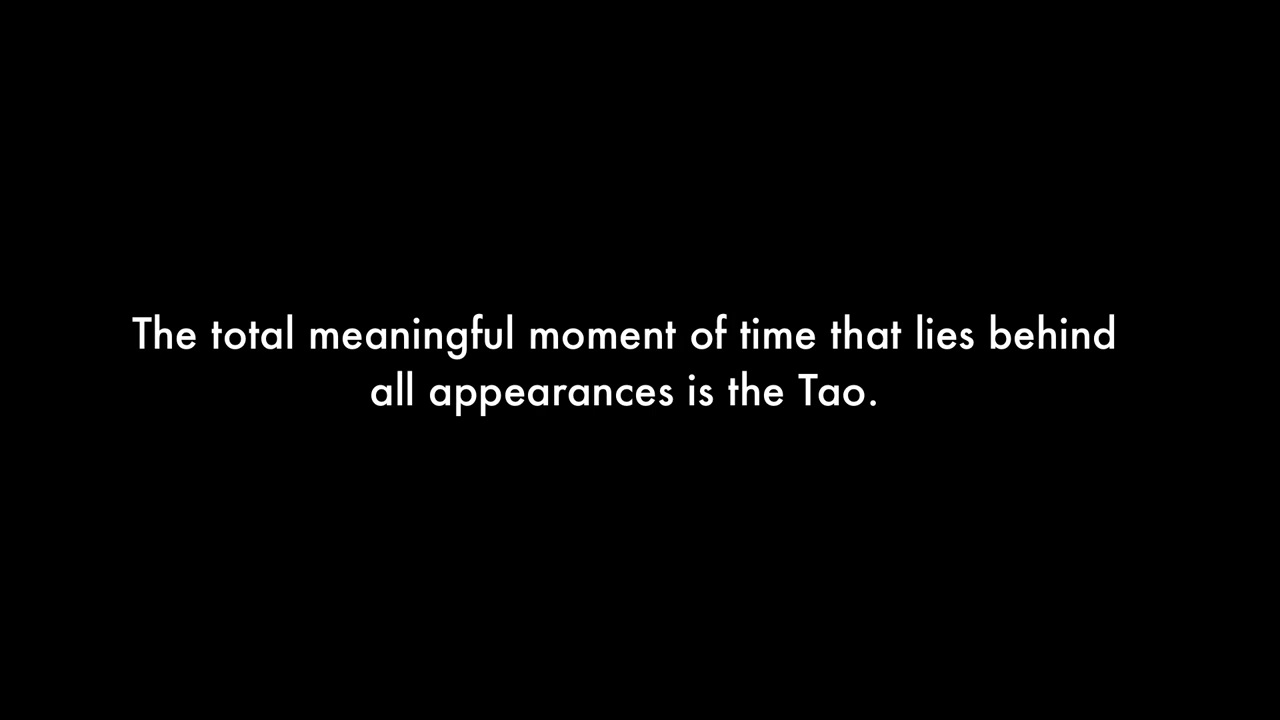 The total meaningful moment of time that lies behind
all appearances is the Tao.